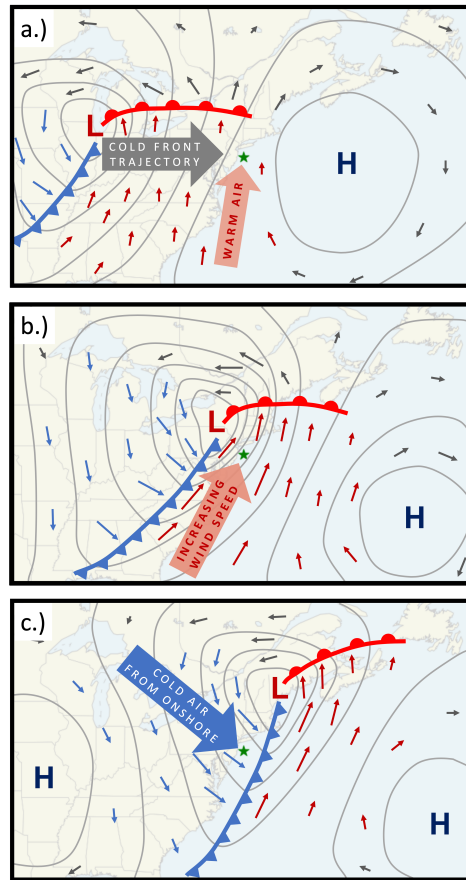 a.)
L
COLD FRONT
TRAJECTORY
H
WARM AIR
b.)
L
INCREASING
WIND SPEED
H
c.)
COLD AIR
FROM ONSHORE
L
H
H